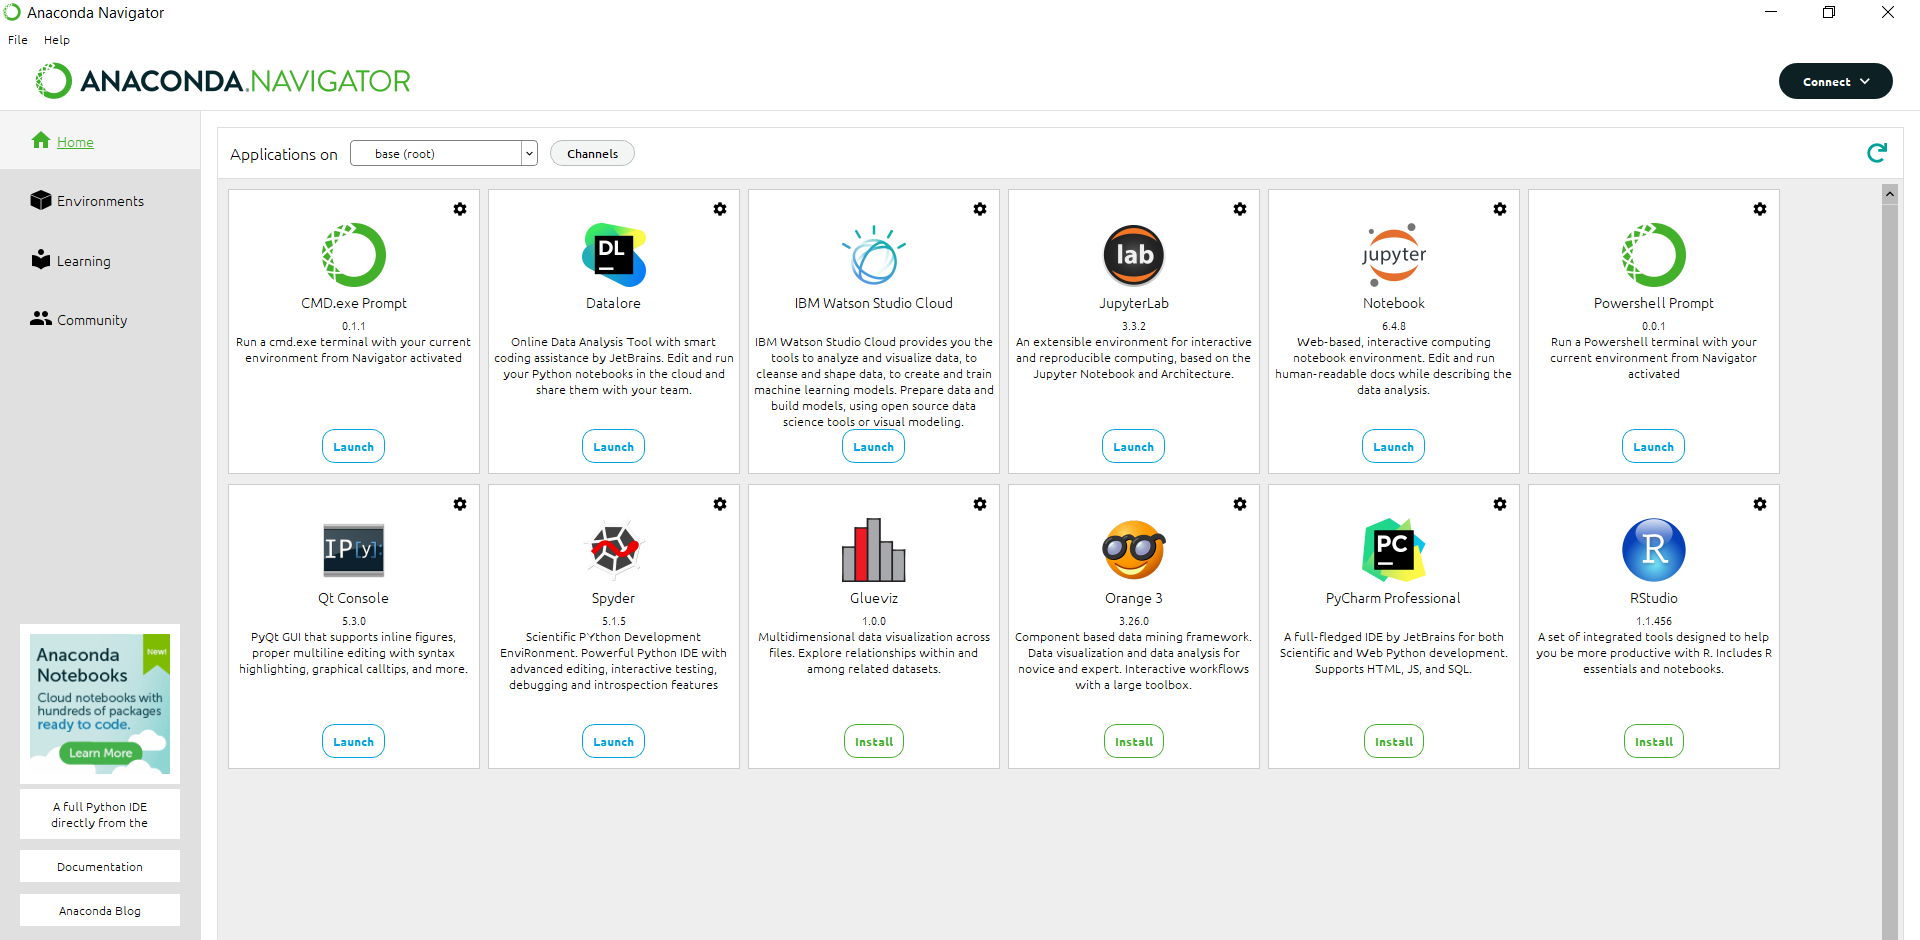 Anaconda Navigator
File Help
ANACONDA.NAVIGATOR
Connect
Home
Environments
Learning
Community
Applications on base (root) Channels
CMD.exe Prompt
0.1.1
Run a cmd.exe terminal with your current
environment from Navigator activated
Launch
DL
Datalore
Online Data Analysis Tool with smart
coding assistance by JetBrains. Edit and run
your Python notebooks in the cloud and
share them with your team.
Launch
IBM Watson Studio Cloud
IBM Watson Studio Cloud provides you the
tools to analyze and visualize data, to
cleanse and shape data, to create and train
machine learning models. Prepare data and
build models, using open source data
science tools or visual modeling.
Launch
lab
JupyterLab
3.3.2
An extensible environment for interactive
and reproducible computing, based on the
Jupyter Notebook and Architecture.
Launch
jupyter
Notebook
6.4.8
Web-based, interactive computing
notebook environment. Edit and run
human-readable docs while describing the
data analysis.
Launch
Powershell Prompt
0.0.1
Run a Powershell terminal with your
current environment from Navigator
activated
Launch
IP[y]:
Qt Console
5.3.0
PyQt GUI that supports inline figures,
proper multiline editing with syntax
highlighting, graphical calltips, and more.
Launch
Spyder
5.1.5
Scientific PYthon Development
EnviRonment. Powerful Python IDE with
advanced editing, interactive testing,
debugging and introspection features
Launch
Glueviz
1.0.0
Multidimensional data visualization across
files. Explore relationships within and
among related datasets.
Install
Orange 3
3.26.0
Component based data mining framework.
Data visualization and data analysis for
novice and expert. Interactive workflows
with a large toolbox.
Install
PC
PyCharm Professional
A full-fledged IDE by JetBrains for both
Scientific and Web Python development.
Supports HTML, JS, and SQL.
Install
R
RStudio
1.1.456
A set of integrated tools designed to help
you be more productive with R. Includes R
essentials and notebooks.
Install
Anaconda
Notebooks
New!
Cloud notebooks with
hundreds of packages
ready to code.
Learn More
A full Python IDE
directly from the
Documentation
Anaconda Blog